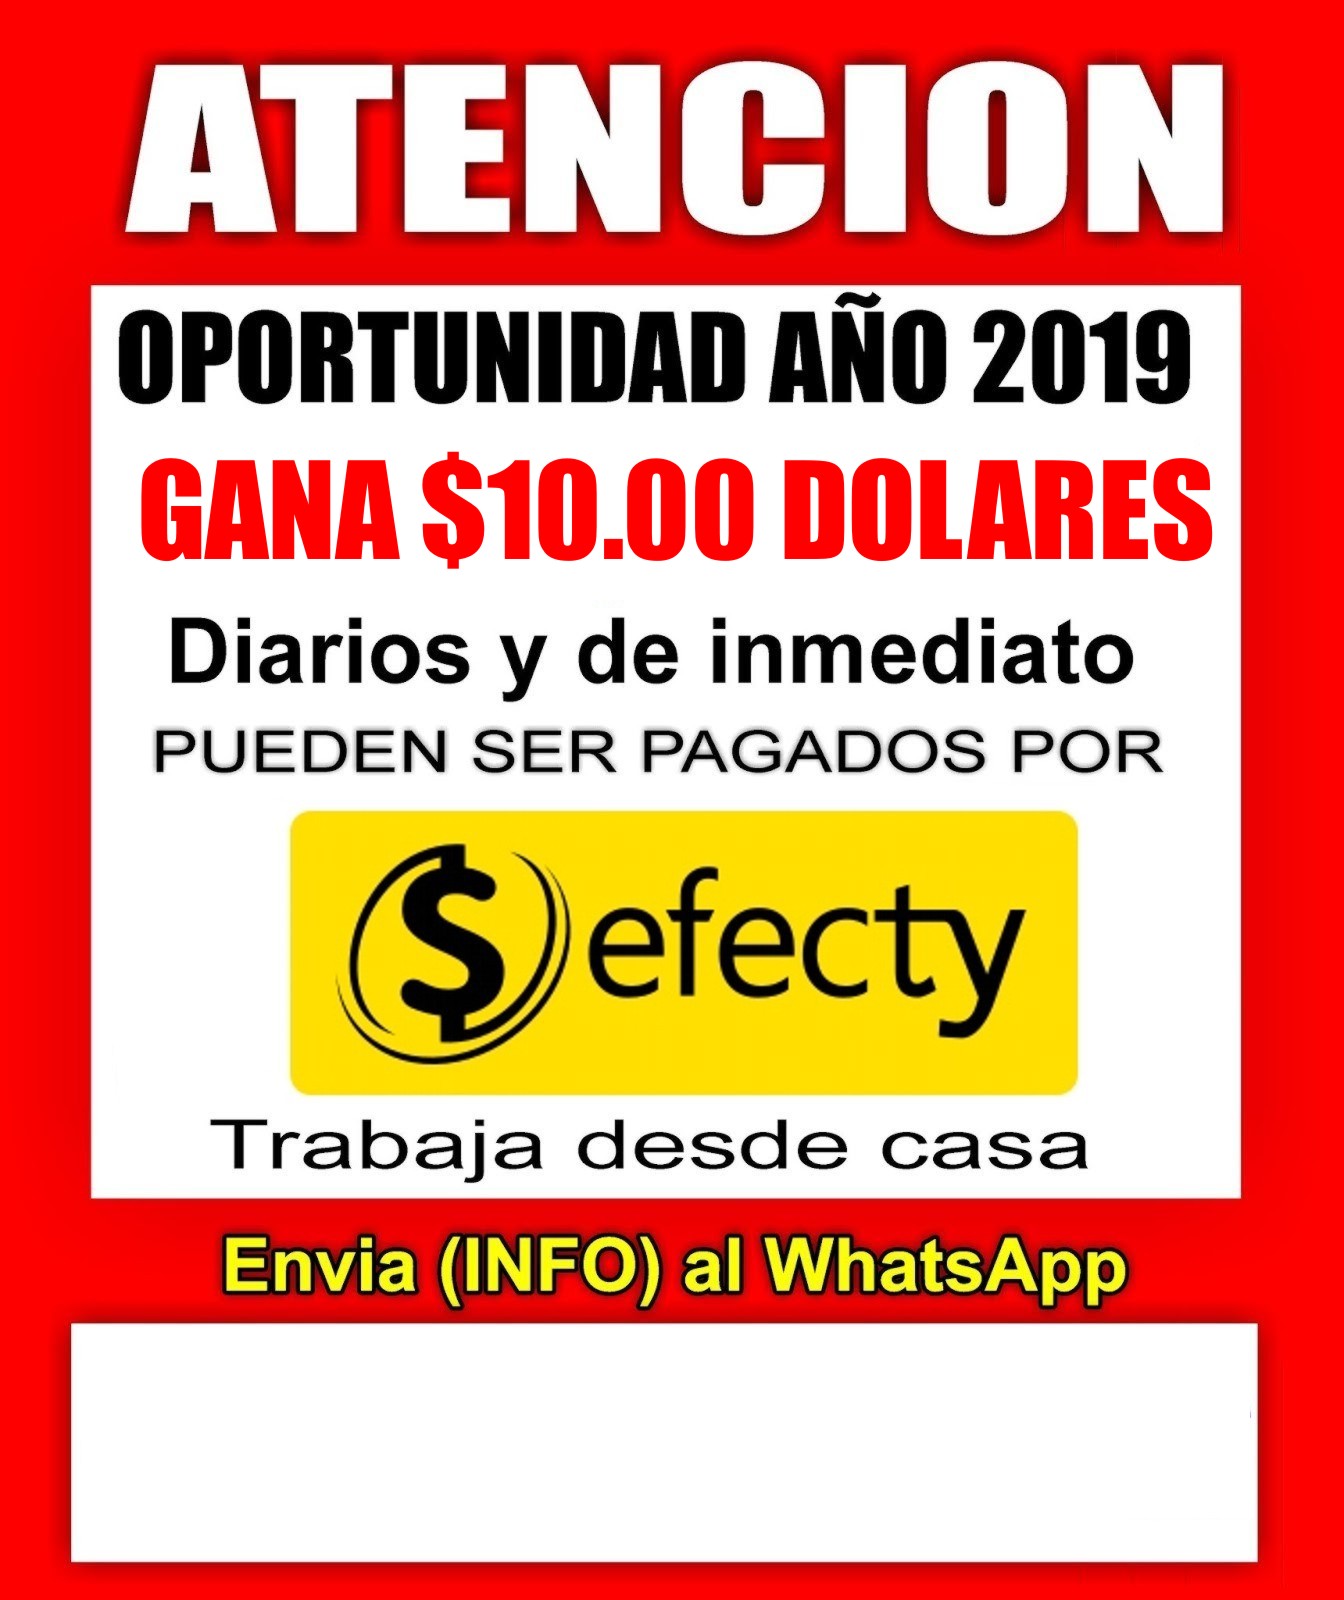 ATENCION
OPORTUNIDAD AÑO 2019
GANA $10.00 DOLARES
Diarios y de inmediato
PUEDEN SER PAGADOS POR
$ efecty
Trabaja desde casa
Envia (INFO) al WhatsApp